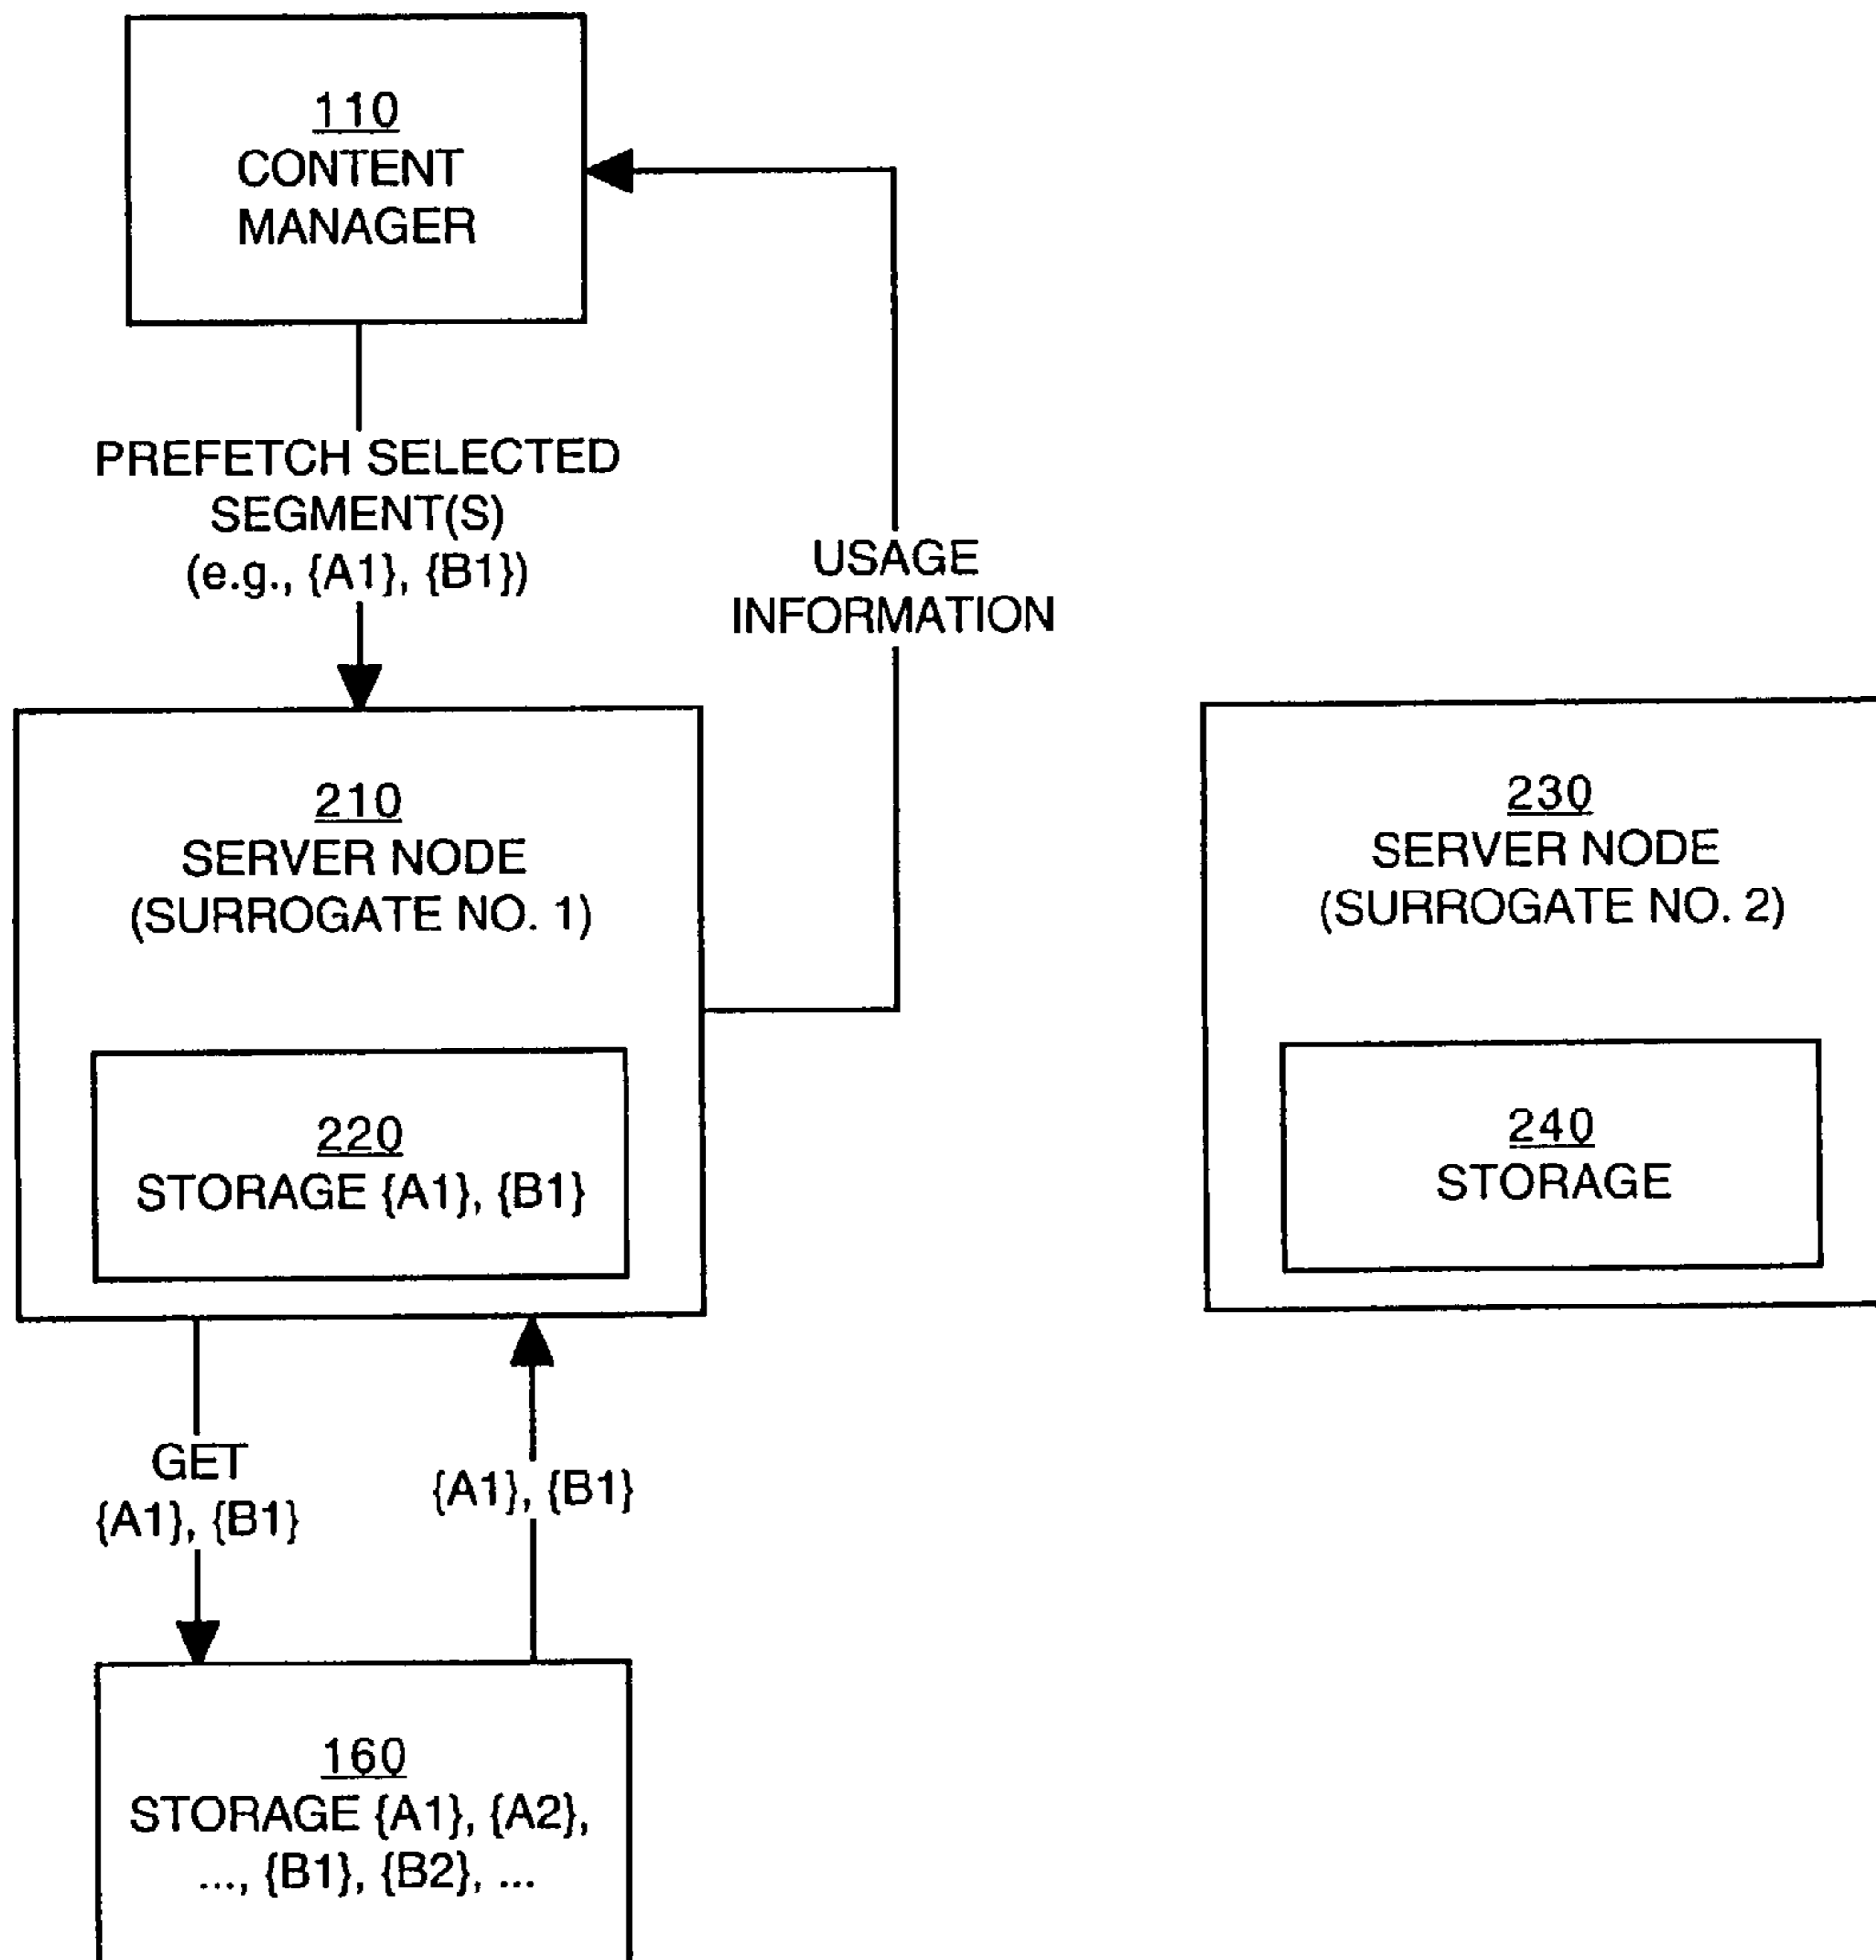 110
CONTENT
MANAGER
PREFETCH SELECTED
SEGMENT(S)
(e.g., {A1}, {B1})
USAGE
INFORMATION
210
SERVER NODE
(SURROGATE NO. 1)
220
STORAGE {A1}, {B1}
230
SERVER NODE
(SURROGATE NO. 2)
240
STORAGE
GET
{A1}, {B1}
{A1}, {B1}
160
STORAGE {A1}, {A2},
..., {B1}, {B2}, ...